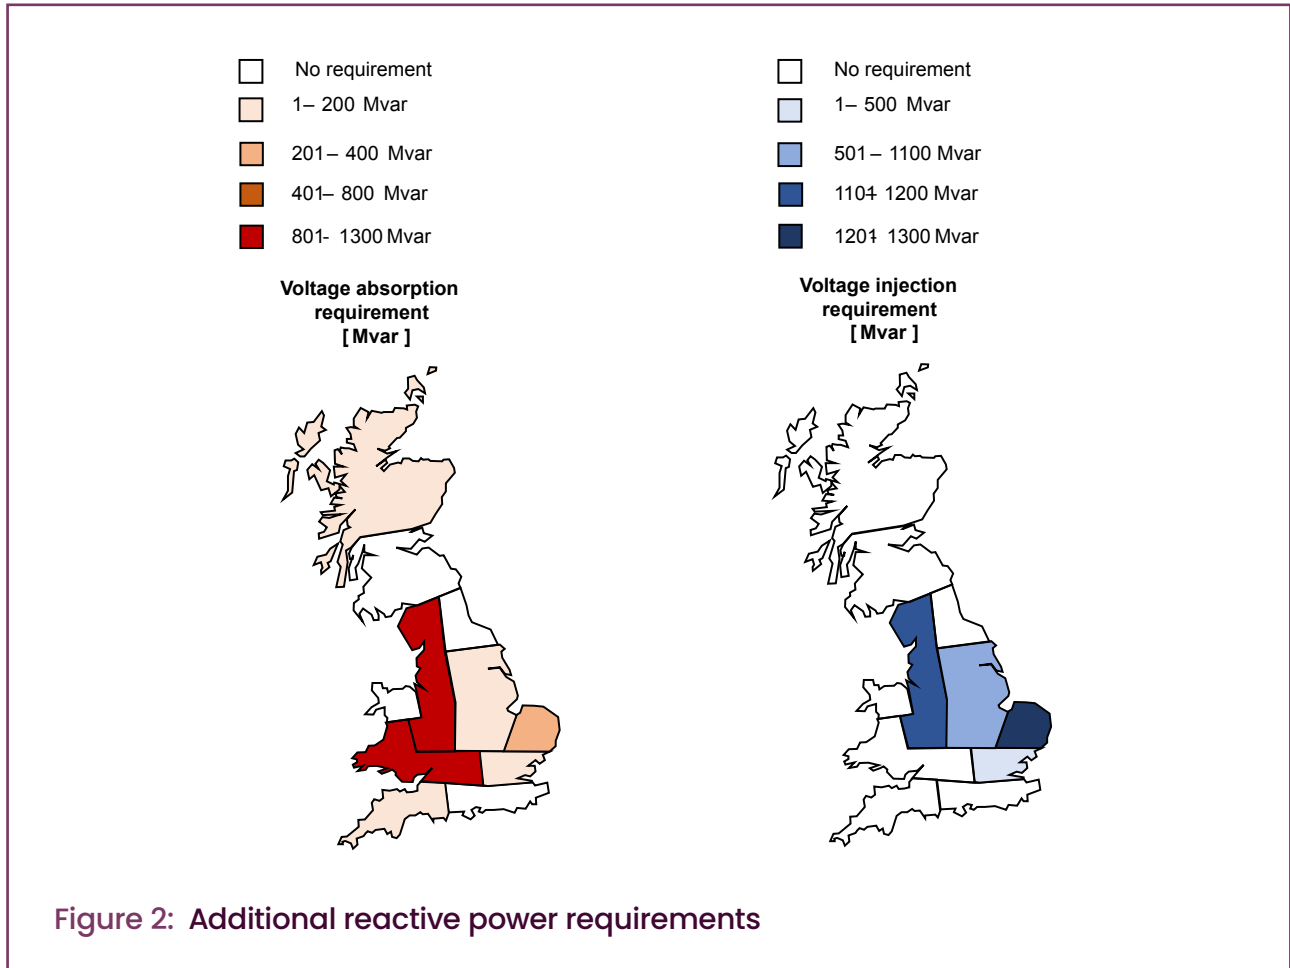 No requirement
1– 200 Mvar
201– 400 Mvar
401– 800 Mvar
801- 1300 Mvar
Voltage absorption
requirement
[ Mvar ]
No requirement
1– 500 Mvar
501 – 1100 Mvar
1101– 1200 Mvar
1201– 1300 Mvar
Voltage injection
requirement
[ Mvar ]
Figure 2: Additional reactive power requirements